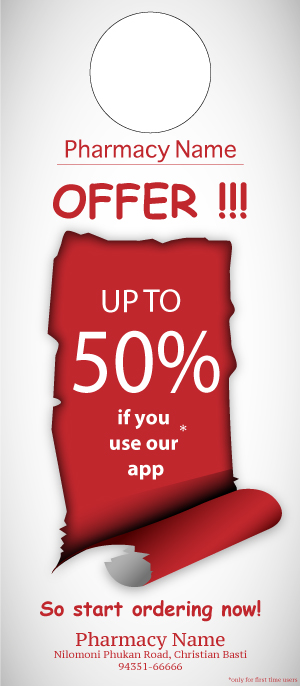 Pharmacy Name
OFFER !!!
UP TO
50%
if you
use our *
app
So start ordering now!
Pharmacy Name
Nilomoni Phukan Road, Christian Basti
94351-66666
*only for first time users